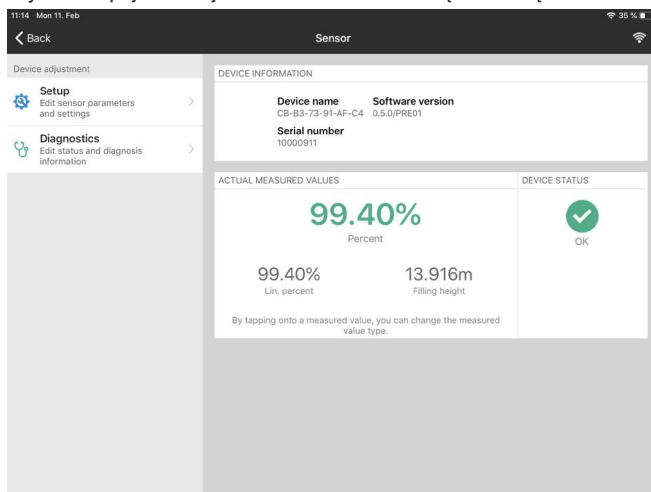 11:14 Mon 11. Feb
35 %
Back
Sensor
Device adjustment
Setup
Edit sensor parameters
and settings
Diagnostics
Edit status and diagnosis
information
DEVICE INFORMATION
Device name Software version
CB-B3-73-91-AF-C4 0.5.0/PRE01
Serial number
10000911
ACTUAL MEASURED VALUES
99.40%
Percent
99.40%
Lin. percent
13.916m
Filling height
By tapping onto a measured value, you can change the measured
value type.
DEVICE STATUS
OK